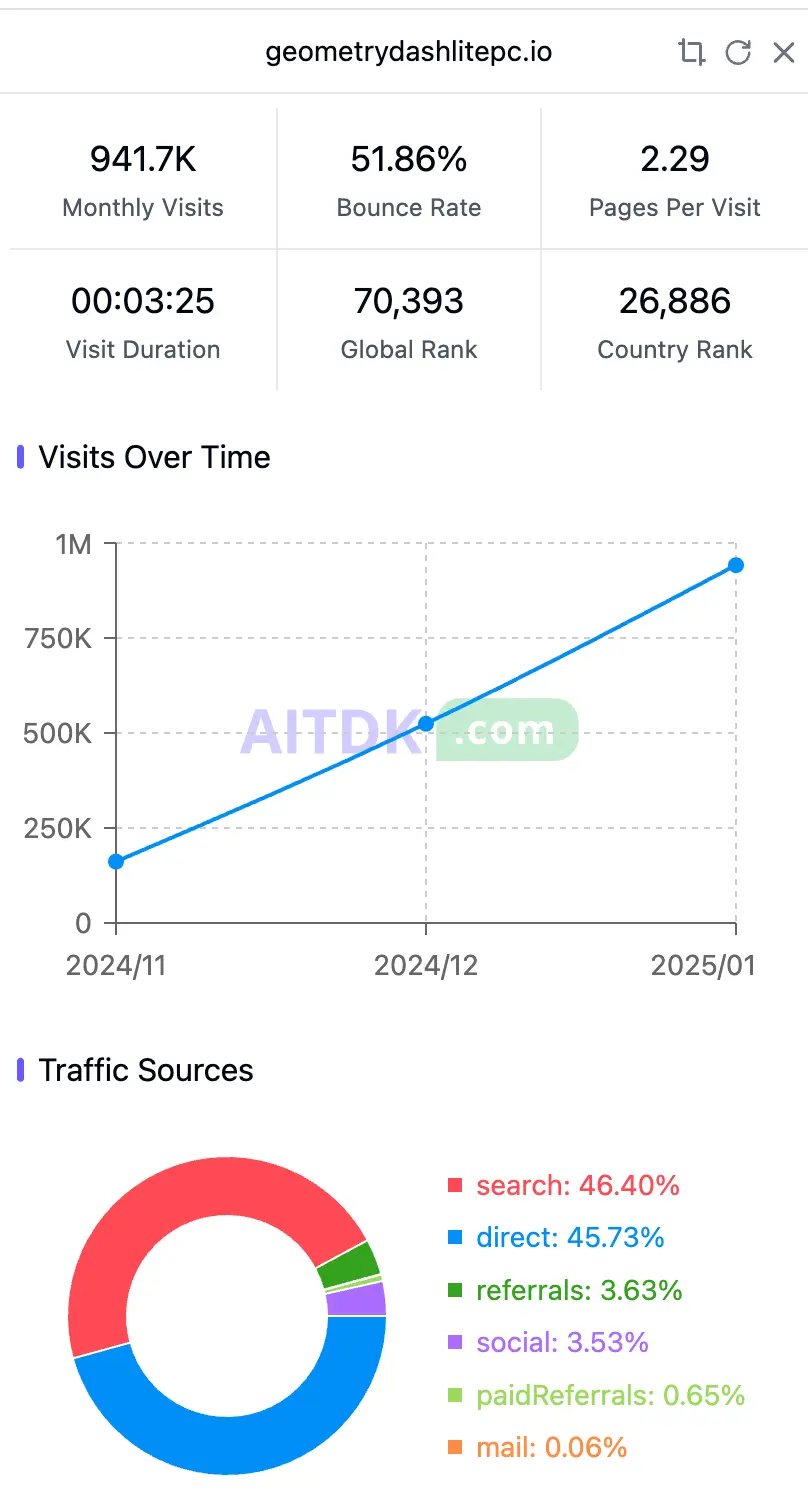 geometrydashlitepc.io
941.7K 51.86% 2.29
Monthly Visits Bounce Rate Pages Per Visit
00:03:25 70,393 26,886
Visit Duration Global Rank Country Rank
Visits Over Time
1M
750K
500K
250K
0
AITDK .com
2024/11 2024/12 2025/01
Traffic Sources
search: 46.40%
direct: 45.73%
referrals: 3.63%
social: 3.53%
paidReferrals: 0.65%
mail: 0.06%